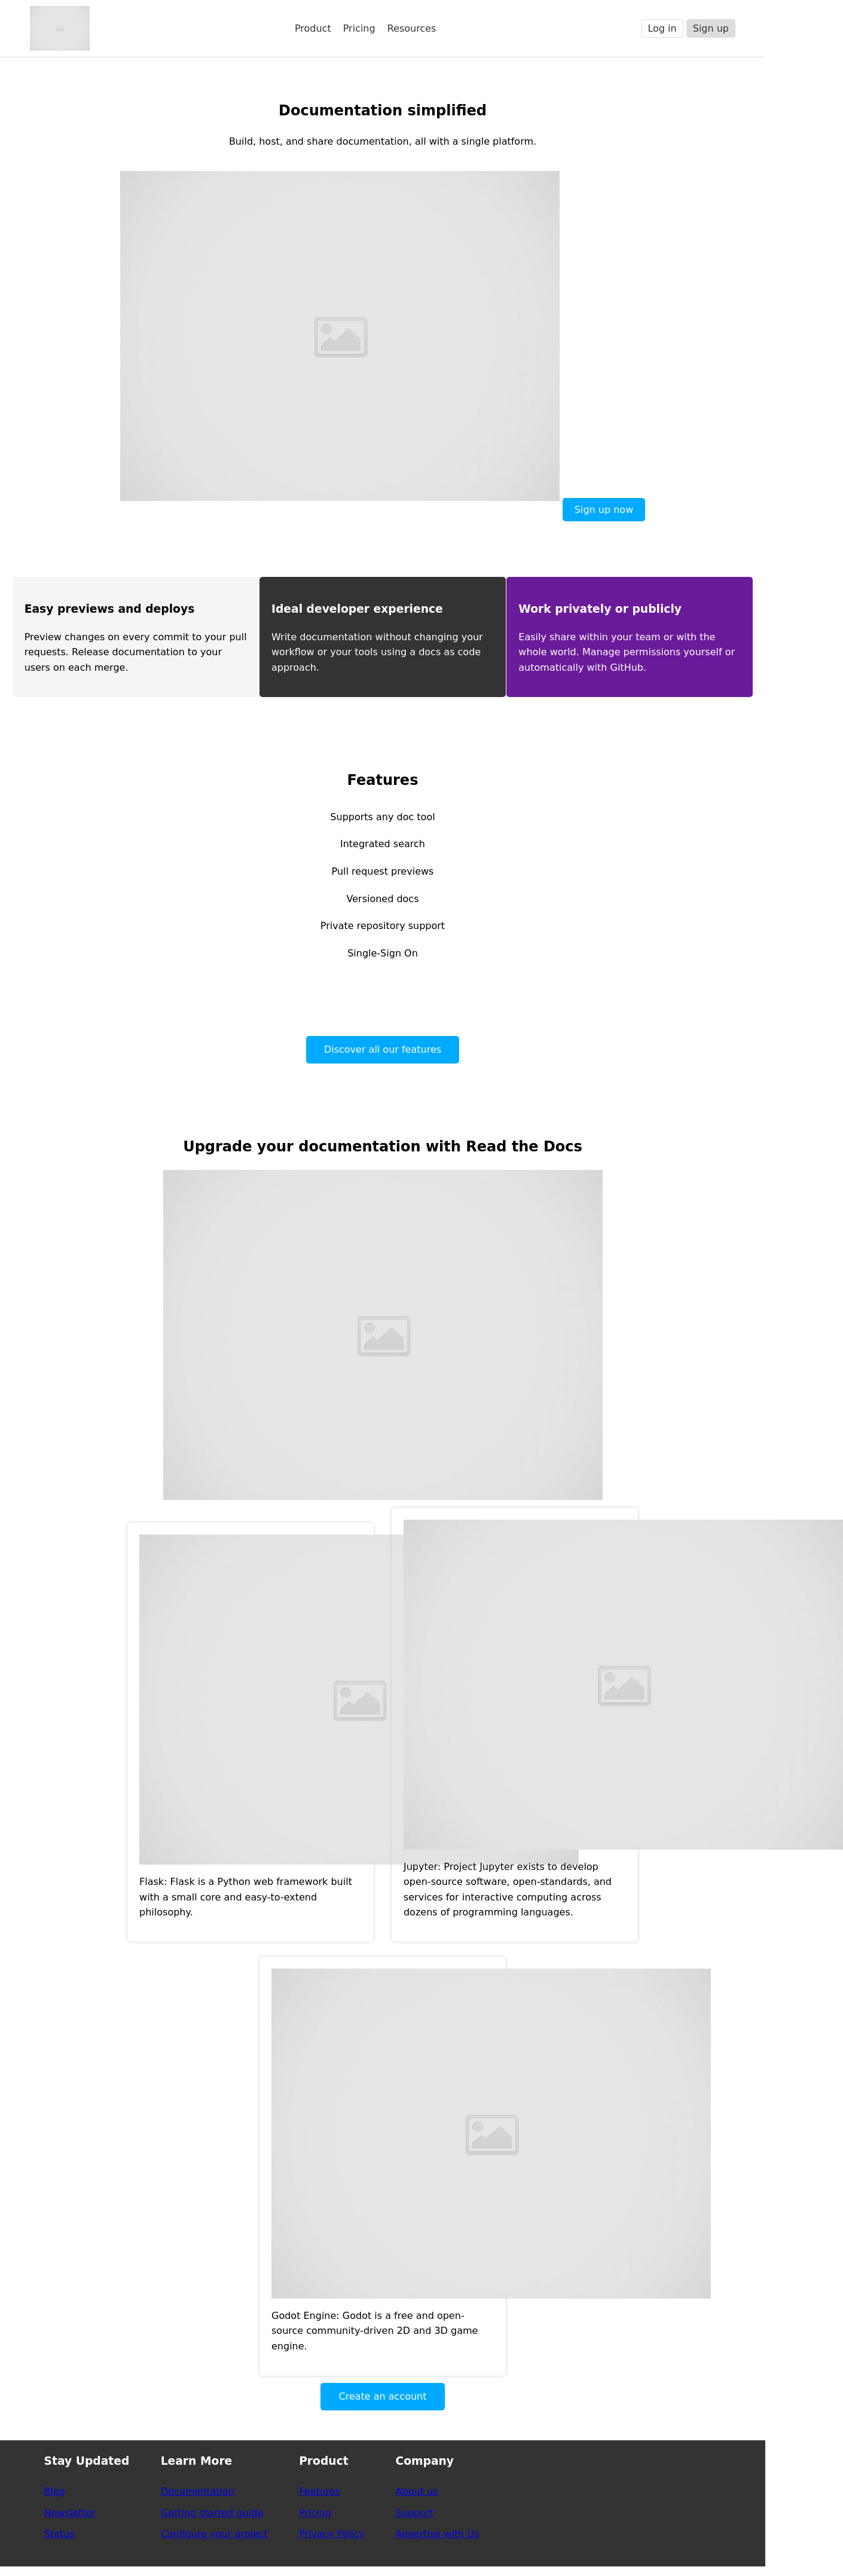 Product Pricing Resources Log in Sign up
Documentation simplified
Build, host, and share documentation, all with a single platform.
Sign up now
Easy previews and deploys
Preview changes on every commit to your pull
requests. Release documentation to your
users on each merge.
Ideal developer experience
Write documentation without changing your
workflow or your tools using a docs as code
approach.
Work privately or publicly
Easily share within your team or with the
whole world. Manage permissions yourself or
automatically with GitHub.
Features
Supports any doc tool
Integrated search
Pull request previews
Versioned docs
Private repository support
Single-Sign On
Discover all our features
Upgrade your documentation with Read the Docs
Flask: Flask is a Python web framework built
with a small core and easy-to-extend
philosophy.
Jupyter: Project Jupyter exists to develop
open-source software, open-standards, and
services for interactive computing across
dozens of programming languages.
Godot Engine: Godot is a free and open-
source community-driven 2D and 3D game
engine.
Create an account
Stay Updated
Blog
Newsletter
Status
Learn More
Documentation
Getting started guide
Configure your project
Product
Features
Pricing
Privacy Policy
Company
About us
Support
Advertise with Us